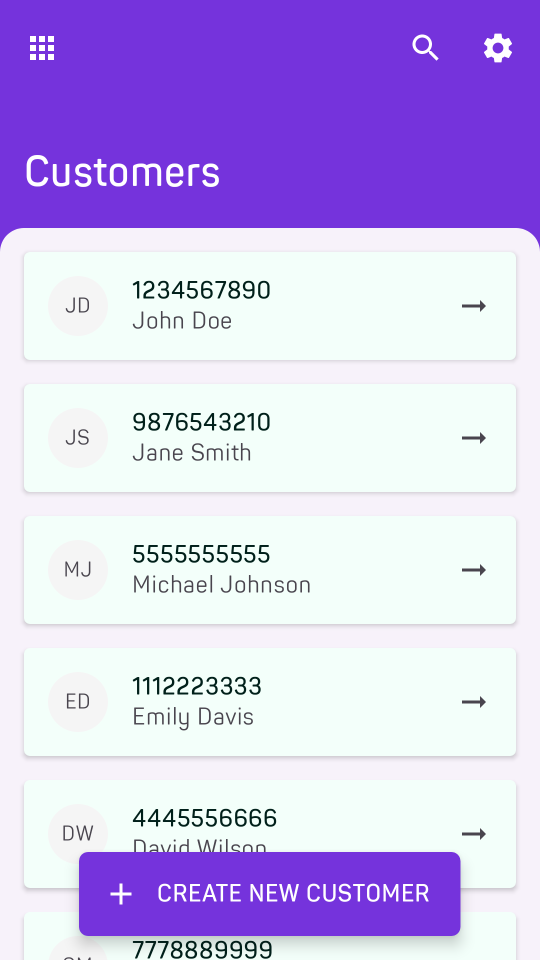 Customers
JD
1234567890
John Doe
JS
9876543210
Jane Smith
MJ
5555555555
Michael Johnson
ED
1112223333
Emily Davis
DW
4445556666
David Wilson
CREATE NEW CUSTOMER
7778889999